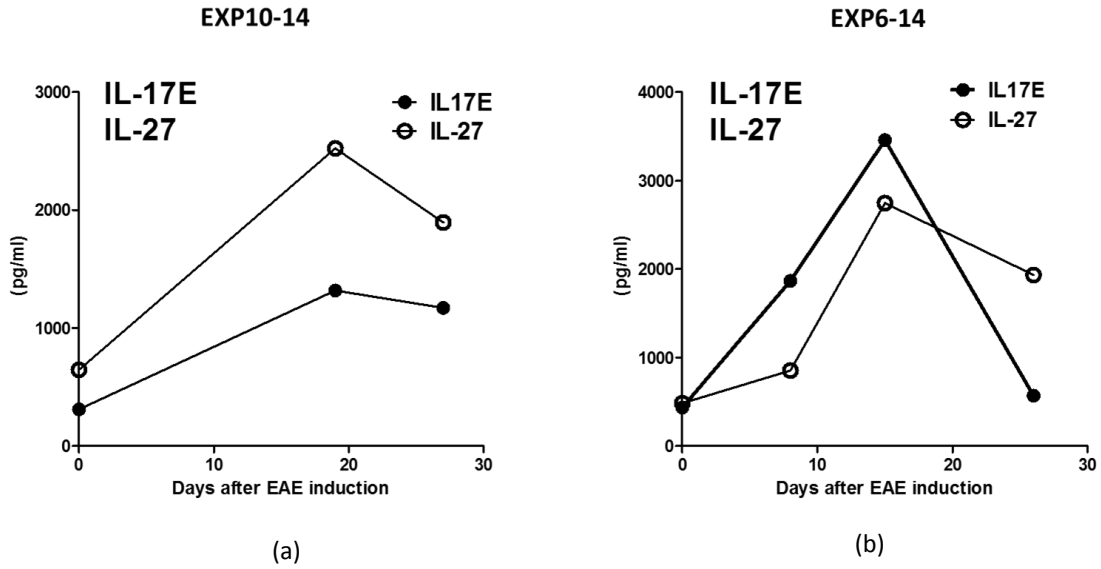 EXP10-14
IL-17E
IL-27
IL17E
IL-27
3000
2000
1000
0
(pg/ml)
0 10 20 30
Days after EAE induction
(a)
EXP6-14
IL-17E
IL-27
IL17E
IL-27
4000
3000
2000
1000
0
(pg/ml)
0 10 20 30
Days after EAE induction
(b)